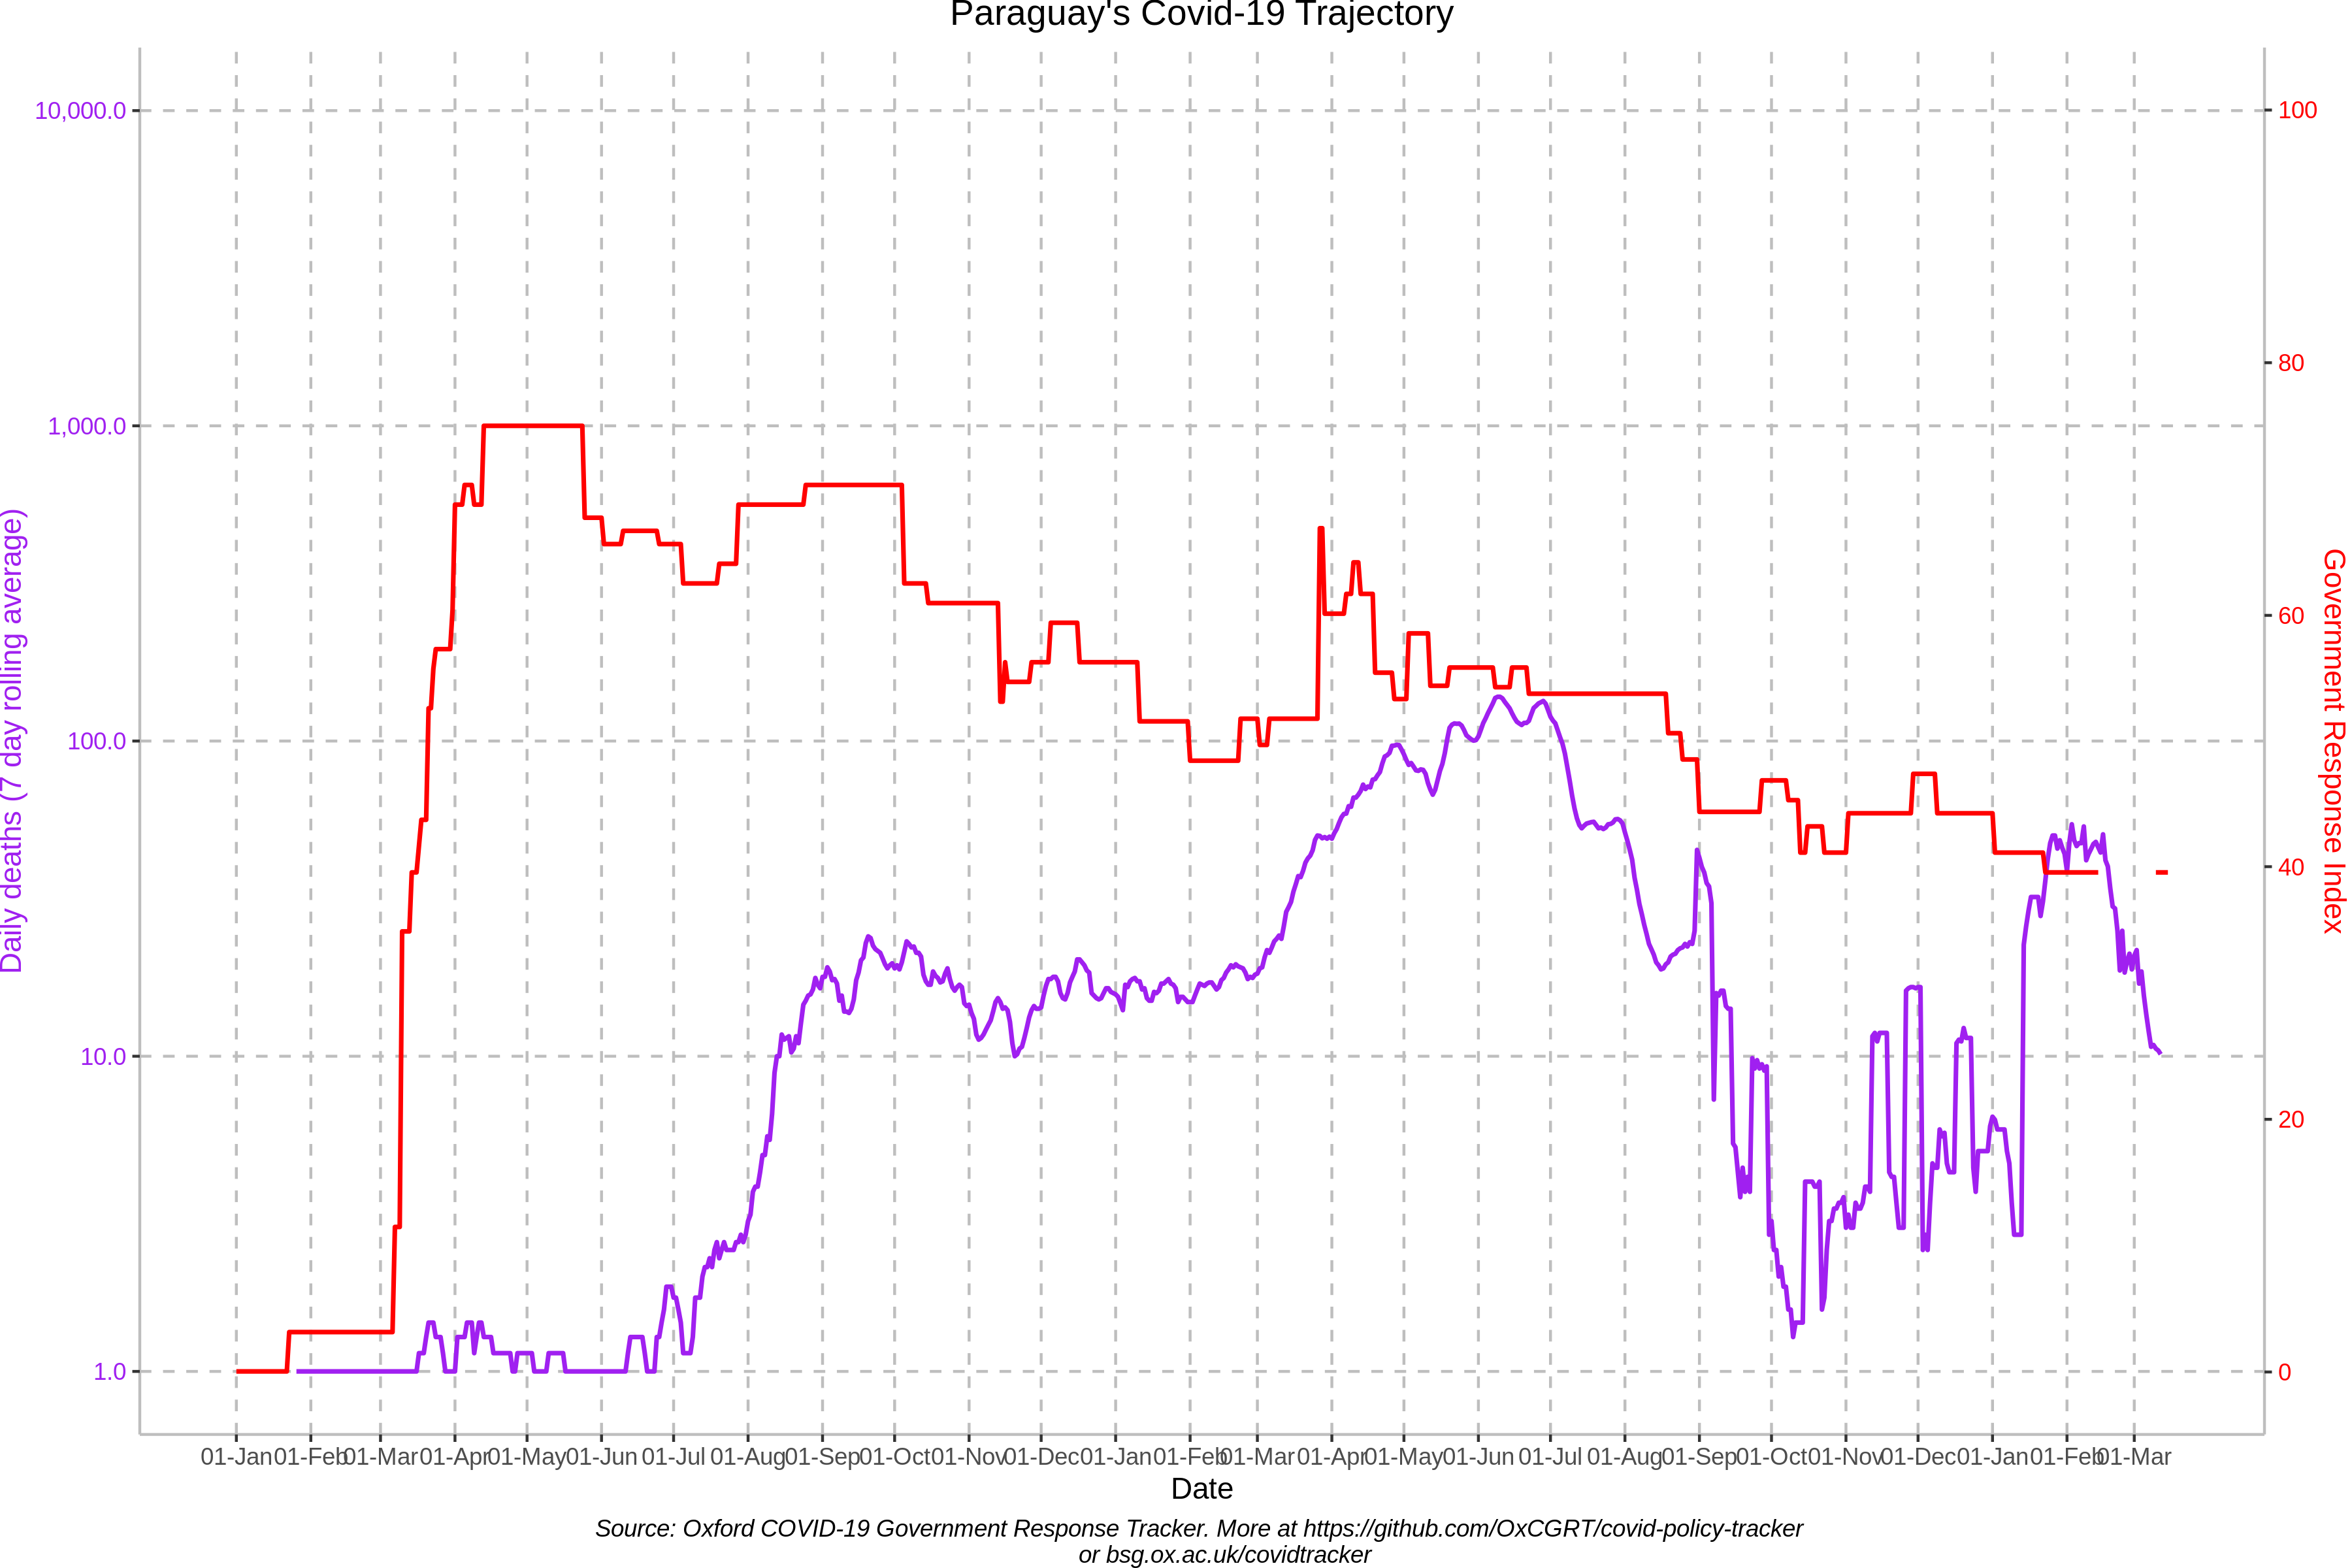 Paraguay's Covid-19 Trajectory
10,000.0
1,000.0
100.0
10.0
1.0
Daily deaths (7 day rolling average)
100
80
60
40
20
0
Government Response Index
01-Jan 01-Feb 01-Mar 01-Apr 01-May 01-Jun 01-Jul 01-Aug 01-Sep 01-Oct 01-Nov 01-Dec 01-Jan 01-Feb 01-Mar 01-Apr 01-May 01-Jun 01-Jul 01-Aug 01-Sep 01-Oct 01-Nov 01-Dec 01-Jan 01-Feb 01-Mar
Date
Source: Oxford COVID-19 Government Response Tracker. More at https://github.com/OxCGRT/covid-policy-tracker
or bsg.ox.ac.uk/covidtracker